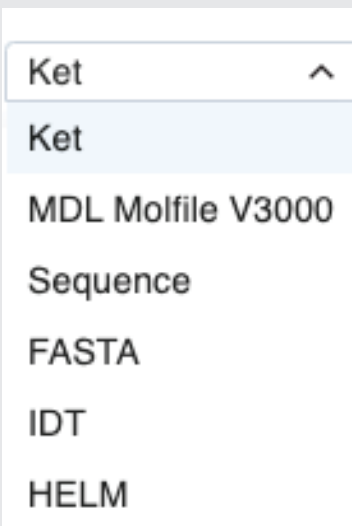 Ket
Ket
MDL Molfile V3000
Sequence
FASTA
IDT
HELM